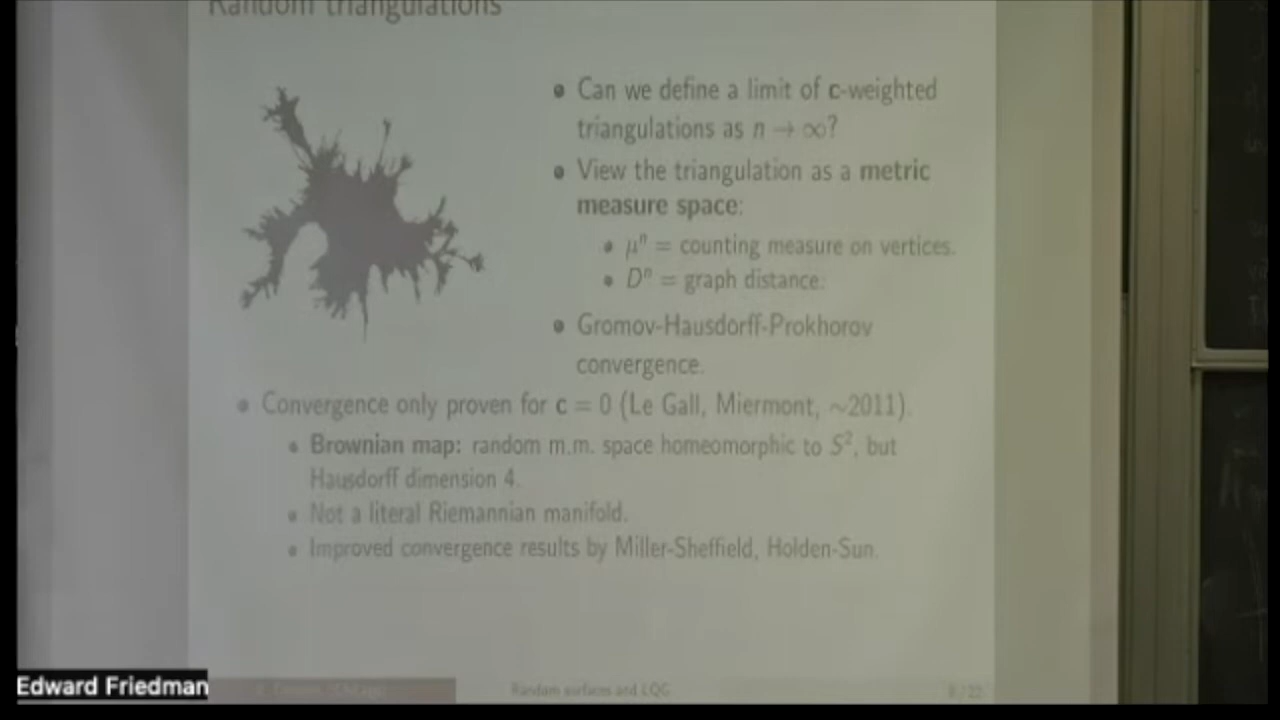 Random triangulations
• Can we define a limit of c-weighted
triangulations as n → ∞?
• View the triangulation as a metric
measure space:
• μⁿ = counting measure on vertices.
• Dⁿ = graph distance.
• Gromov-Hausdorff-Prokhorov
convergence.
• Convergence only proven for c = 0 (Le Gall, Miermont, ~2011).
• Brownian map: random m.m. space homeomorphic to S², but
Hausdorff dimension 4.
• Not a literal Riemannian manifold.
• Improved convergence results by Miller-Sheffield, Holden-Sun.
Edward Friedman
Random surfaces and LQG